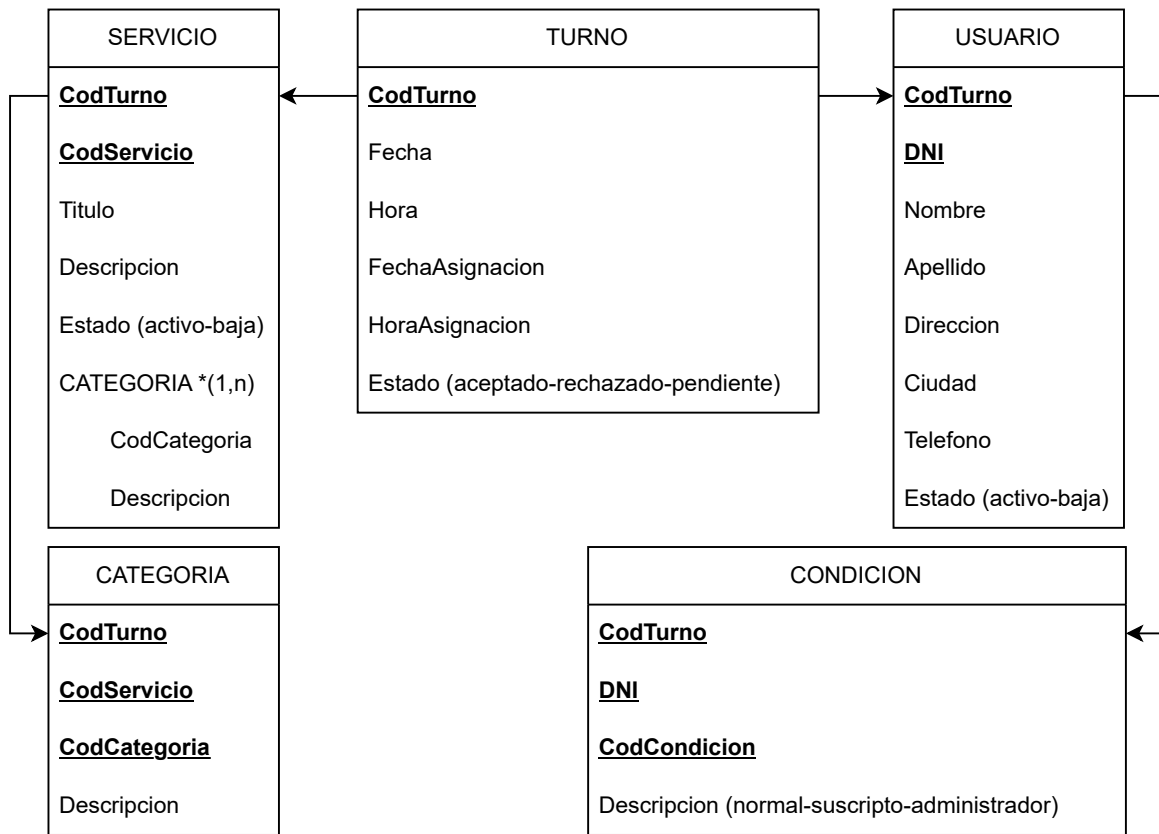 SERVICIO
CodTurno
CodServicio
Titulo
Descripcion
Estado (activo-baja)
CATEGORIA *(1,n)
CodCategoria
Descripcion
TURNO
CodTurno
Fecha
Hora
FechaAsignacion
HoraAsignacion
Estado (aceptado-rechazado-pendiente)
USUARIO
CodTurno
DNI
Nombre
Apellido
Direccion
Ciudad
Telefono
Estado (activo-baja)
CATEGORIA
CodTurno
CodServicio
CodCategoria
Descripcion
CONDICION
CodTurno
DNI
CodCondicion
Descripcion (normal-suscripto-administrador)